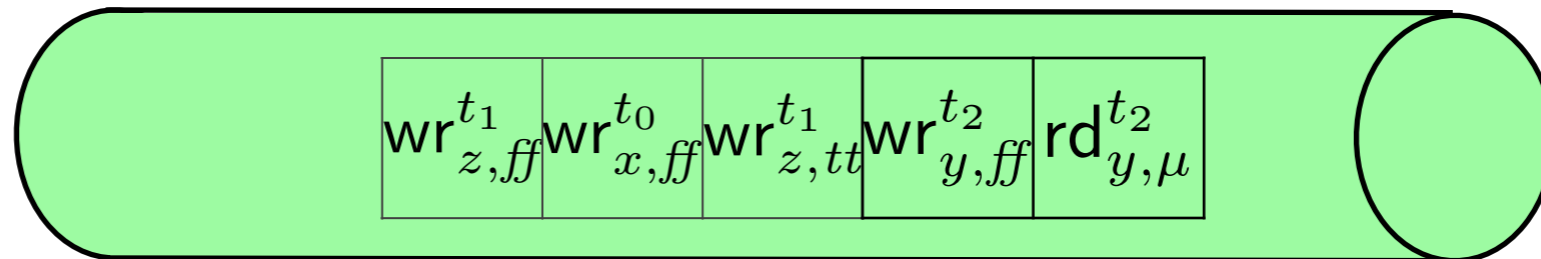 wr^{t_1}_{z,ff} wr^{t_0}_{x,ff} wr^{t_1}_{z,tt} wr^{t_2}_{y,ff} rd^{t_2}_{y,μ}